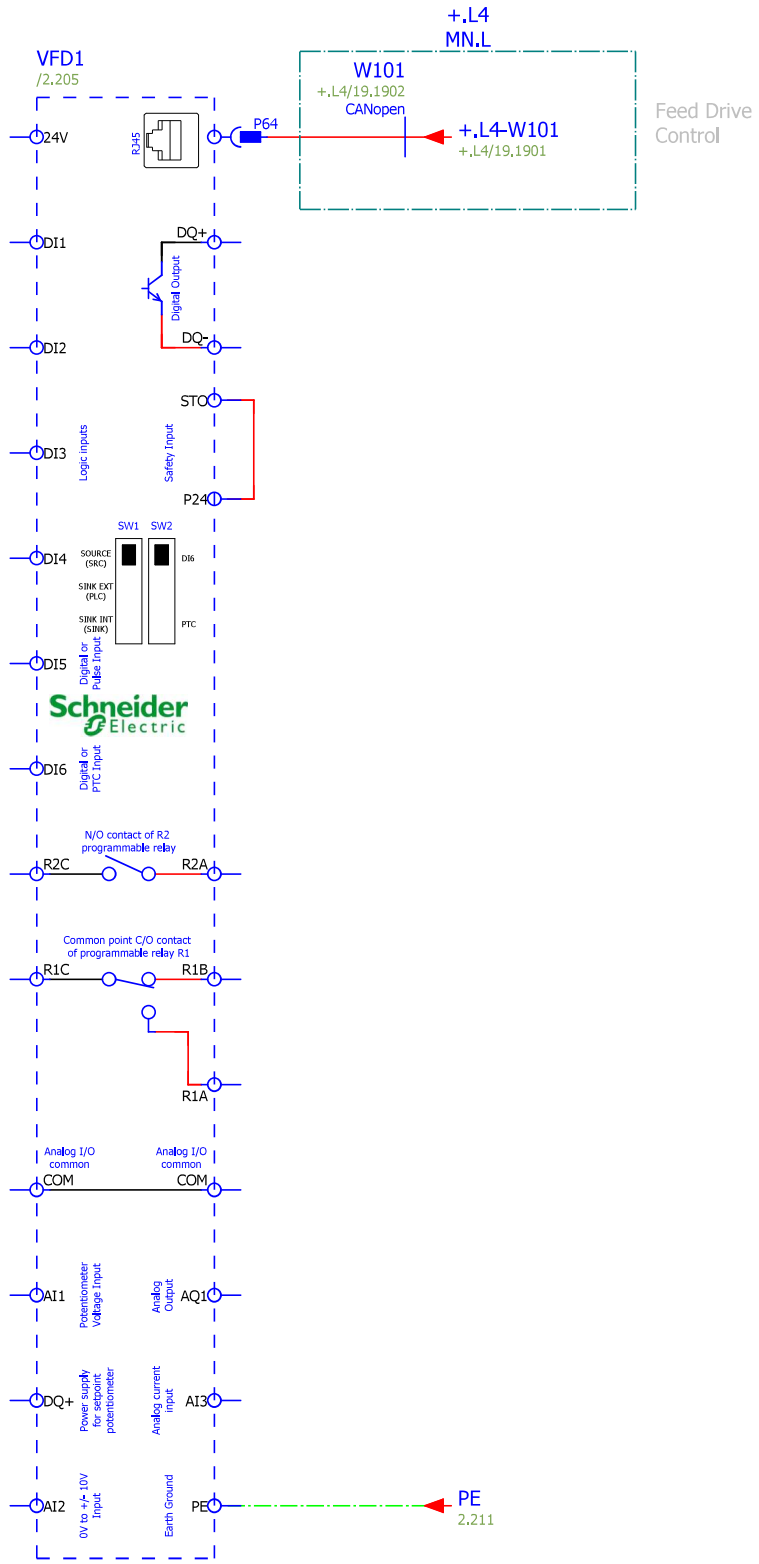 +.L4
MN.L
VFD1
/2.205
W101
+.L4/19.1902
CANopen
Feed Drive
Control
24V
RJ45
P64
+.L4-W101
+.L4/19.1901
DI1
DQ+
Digital Output
DI2
DQ-
STO
DI3
Logic inputs
Safety Input
P24
SW1
SW2
DI4
SOURCE
(SRC)
DI6
SINK EXT
(PLC)
SINK INT
(SINK)
PTC
DI5
Digital or
Pulse Input
Schneider
Electric
DI6
Digital or
PTC Input
N/O contact of R2
programmable relay
R2C
R2A
Common point C/O contact
of programmable relay R1
R1C
R1B
R1A
Analog I/O
common
Analog I/O
common
COM
COM
AI1
Potentiometer
Voltage Input
Analog
Output
AQ1
DQ+
Power supply
for setpoint
potentiometer
Analog current
input
AI3
AI2
0V to +/- 10V
Input
Earth Ground
PE
PE
2.211